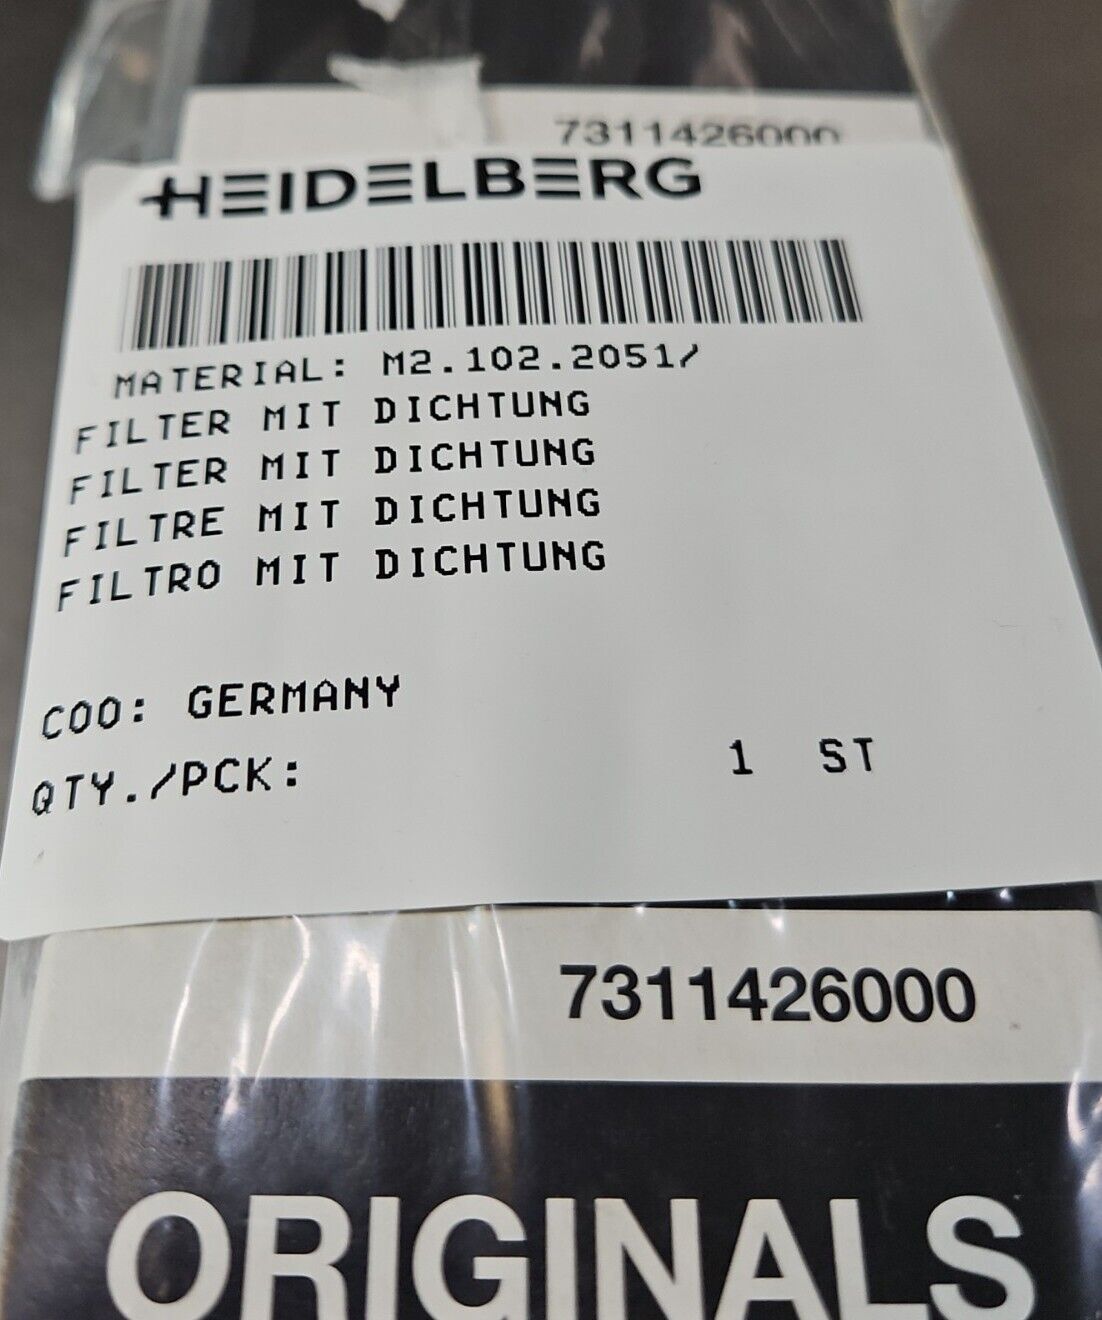 7311426000
HEIDELBERG
MATERIAL: M2.102.2051/
FILTER MIT DICHTUNG
FILTER MIT DICHTUNG
FILTRE MIT DICHTUNG
FILTRO MIT DICHTUNG
COO: GERMANY
QTY./PCK: 1 ST
7311426000
ORIGINALS